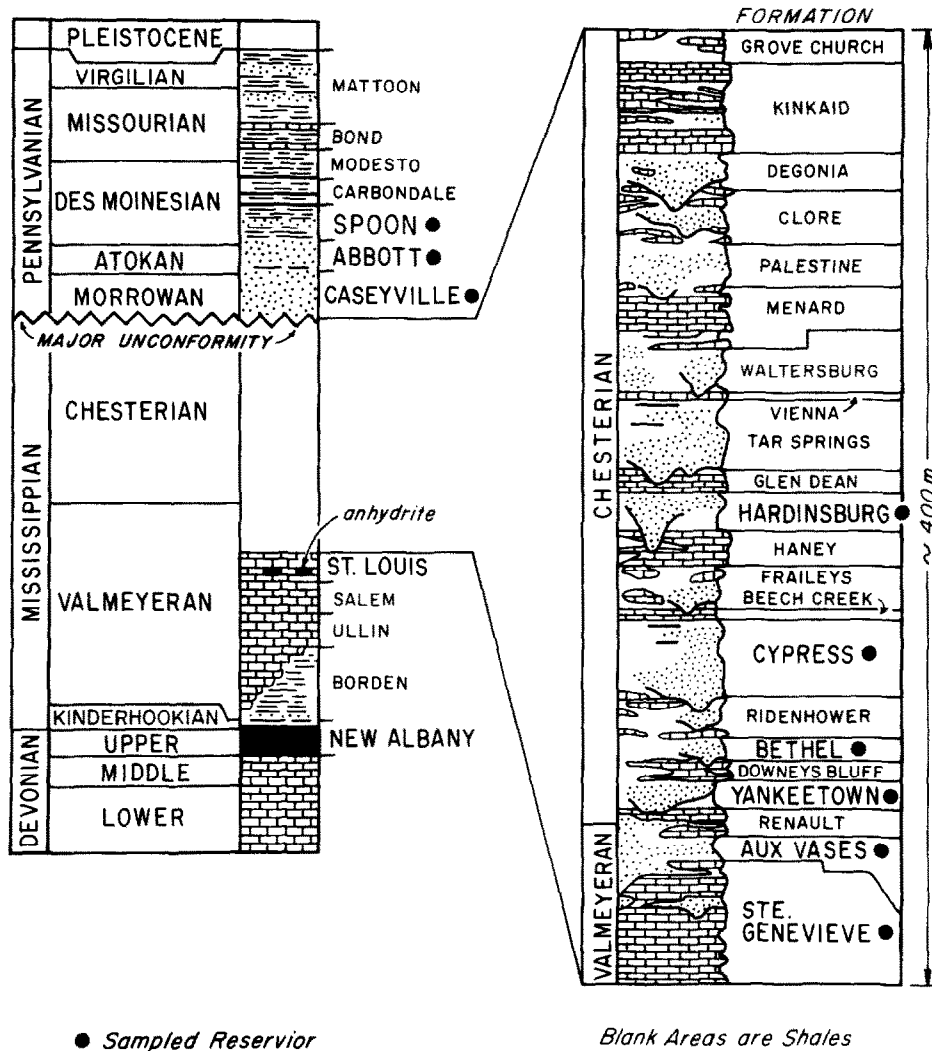 PLEISTOCENE
PENNSYLVANIAN
VIRGILIAN
MISSOURIAN
DES MOINESIAN
ATOKAN
MORROWAN
MATTOON
BOND
MODESTO
CARBONDALE
SPOON ●
ABBOTT ●
CASEYVILLE ●
MAJOR UNCONFORMITY
MISSISSIPPIAN
CHESTERIAN
VALMEYERAN
KINDERHOOKIAN
anhydrite
ST. LOUIS
SALEM
ULLIN
BORDEN
DEVONIAN
UPPER
MIDDLE
LOWER
NEW ALBANY
FORMATION
CHESTERIAN
GROVE CHURCH
KINKAID
DEGONIA
CLORE
PALESTINE
MENARD
WALTERSBURG
VIENNA
TAR SPRINGS
GLEN DEAN
HARDINSBURG ●
HANEY
FRAILEYS
BEECH CREEK
CYPRESS ●
RIDENHOWER
BETHEL ●
DOWNEYS BLUFF
YANKEETOWN ●
RENAULT
VALMEYERAN
AUX VASES ●
STE.
GENEVIEVE ●
~ 400 m
● Sampled Reservior
Blank Areas are Shales